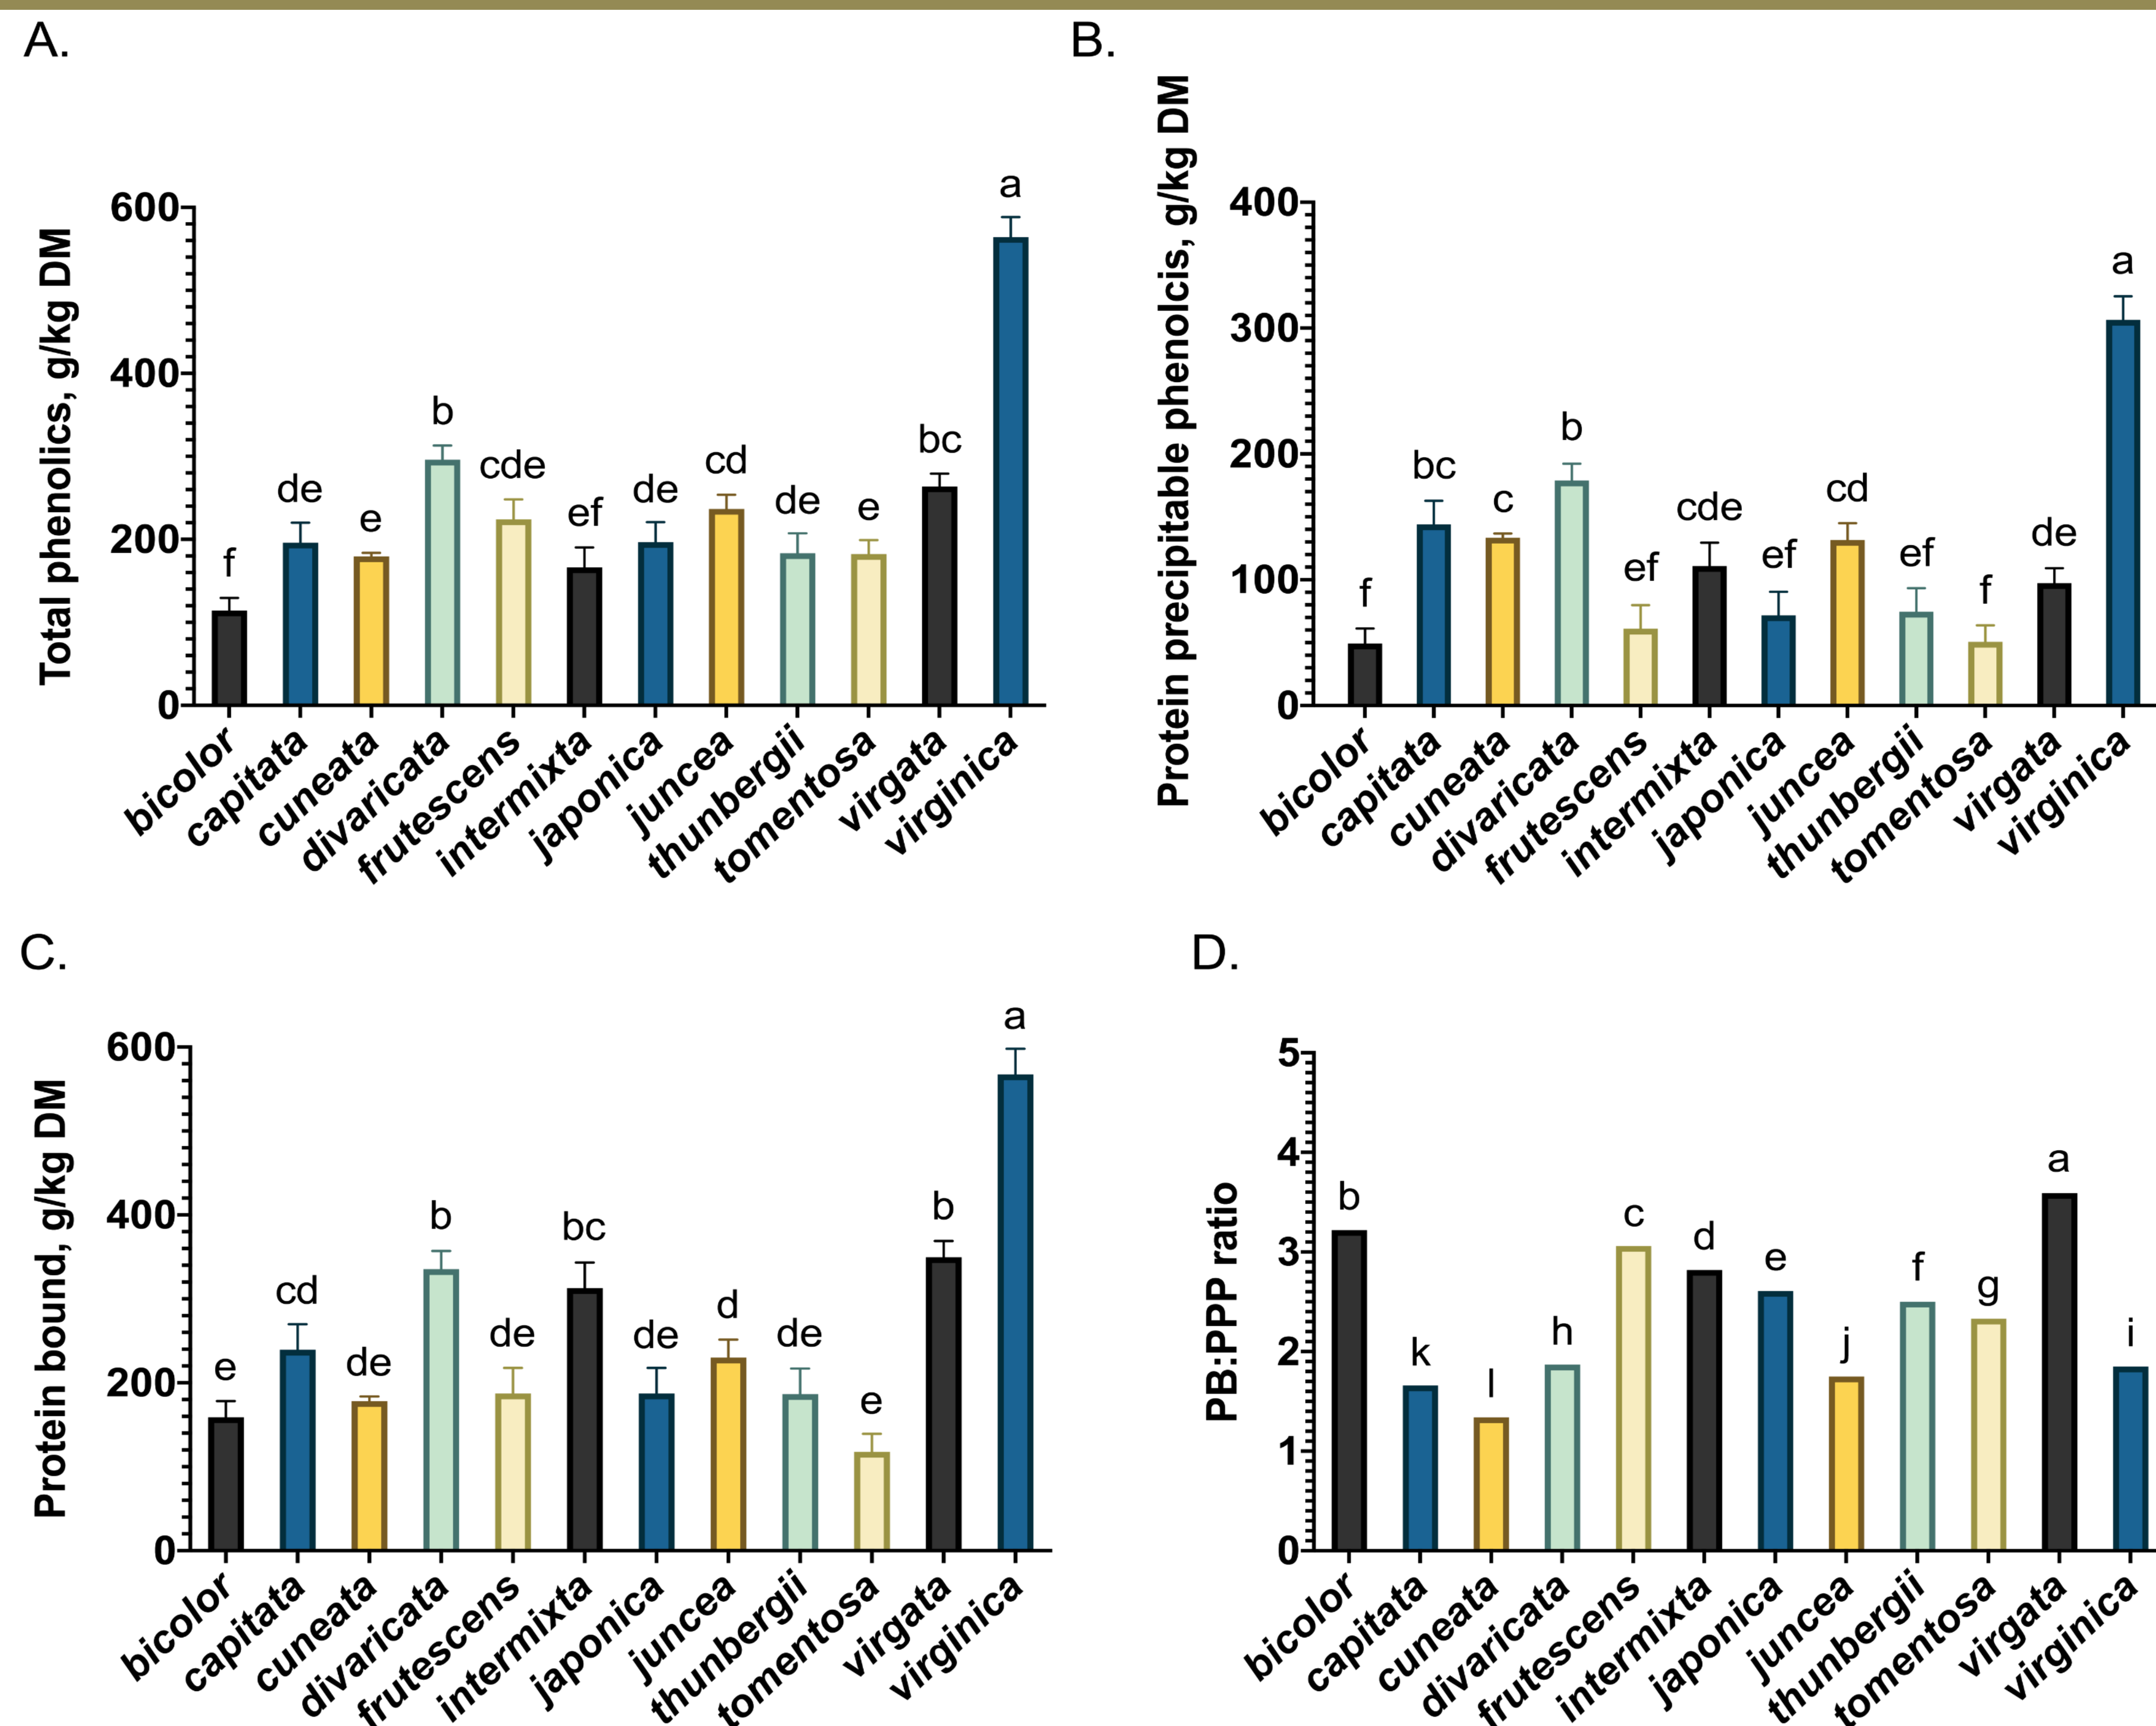 A.
Total phenolics, g/kg DM
600
400
200
0
f
de
e
b
cde
ef
de
cd
de
e
bc
a
bicolor
capitata
cuneata
divaricata
frutescens
intermixta
japonica
juncea
thunbergii
tomentosa
virgata
virginica
B.
Protein precipitable phenolcis, g/kg DM
400
300
200
100
0
f
bc
c
b
ef
cde
ef
cd
ef
f
de
a
bicolor
capitata
cuneata
divaricata
frutescens
intermixta
japonica
juncea
thunbergii
tomentosa
virgata
virginica
C.
Protein bound, g/kg DM
600
400
200
0
e
cd
de
b
de
bc
de
d
de
e
b
a
bicolor
capitata
cuneata
divaricata
frutescens
intermixta
japonica
juncea
thunbergii
tomentosa
virgata
virginica
D.
PB:PPP ratio
5
4
3
2
1
0
b
k
l
h
c
d
e
j
f
g
a
i
bicolor
capitata
cuneata
divaricata
frutescens
intermixta
japonica
juncea
thunbergii
tomentosa
virgata
virginica